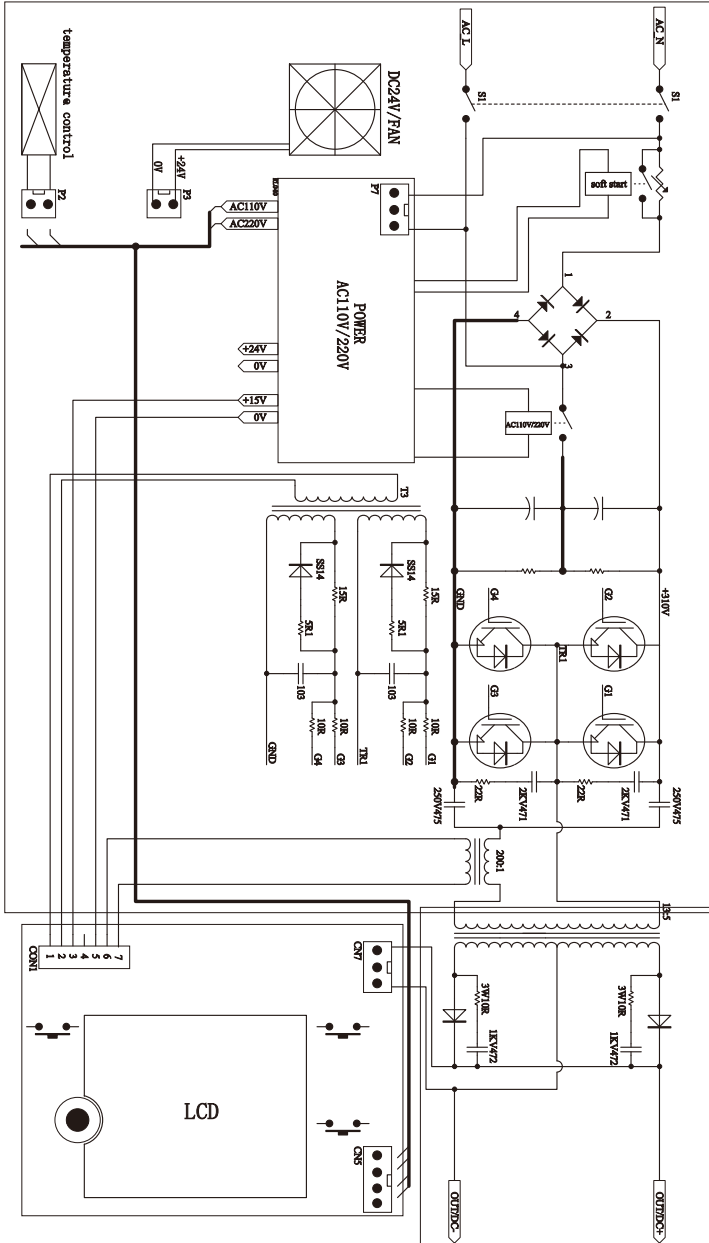 AC_L
AC_N
S1
S1
temperature control
DC24V/FAN
+24V
0V
P2
P3
P7
soft start
AC110V
AC220V
POWER
AC110V/220V
1
4
2
3
+24V
0V
+15V
0V
AC110V/220V
T3
SS14
15R
5R1
103
10R
10R
GND
G4
G3
SS14
15R
5R1
103
10R
10R
TR1
G2
G1
GND
+310V
G4
G2
TR1
G3
G1
22R
2KV471
22R
2KV471
250V475
250V475
200:1
13:5
CON1
1
2
3
4
5
6
7
CN7
3W10R
1KV472
3W10R
1KV472
LCD
CN5
OUT/DC-
OUT/DC+